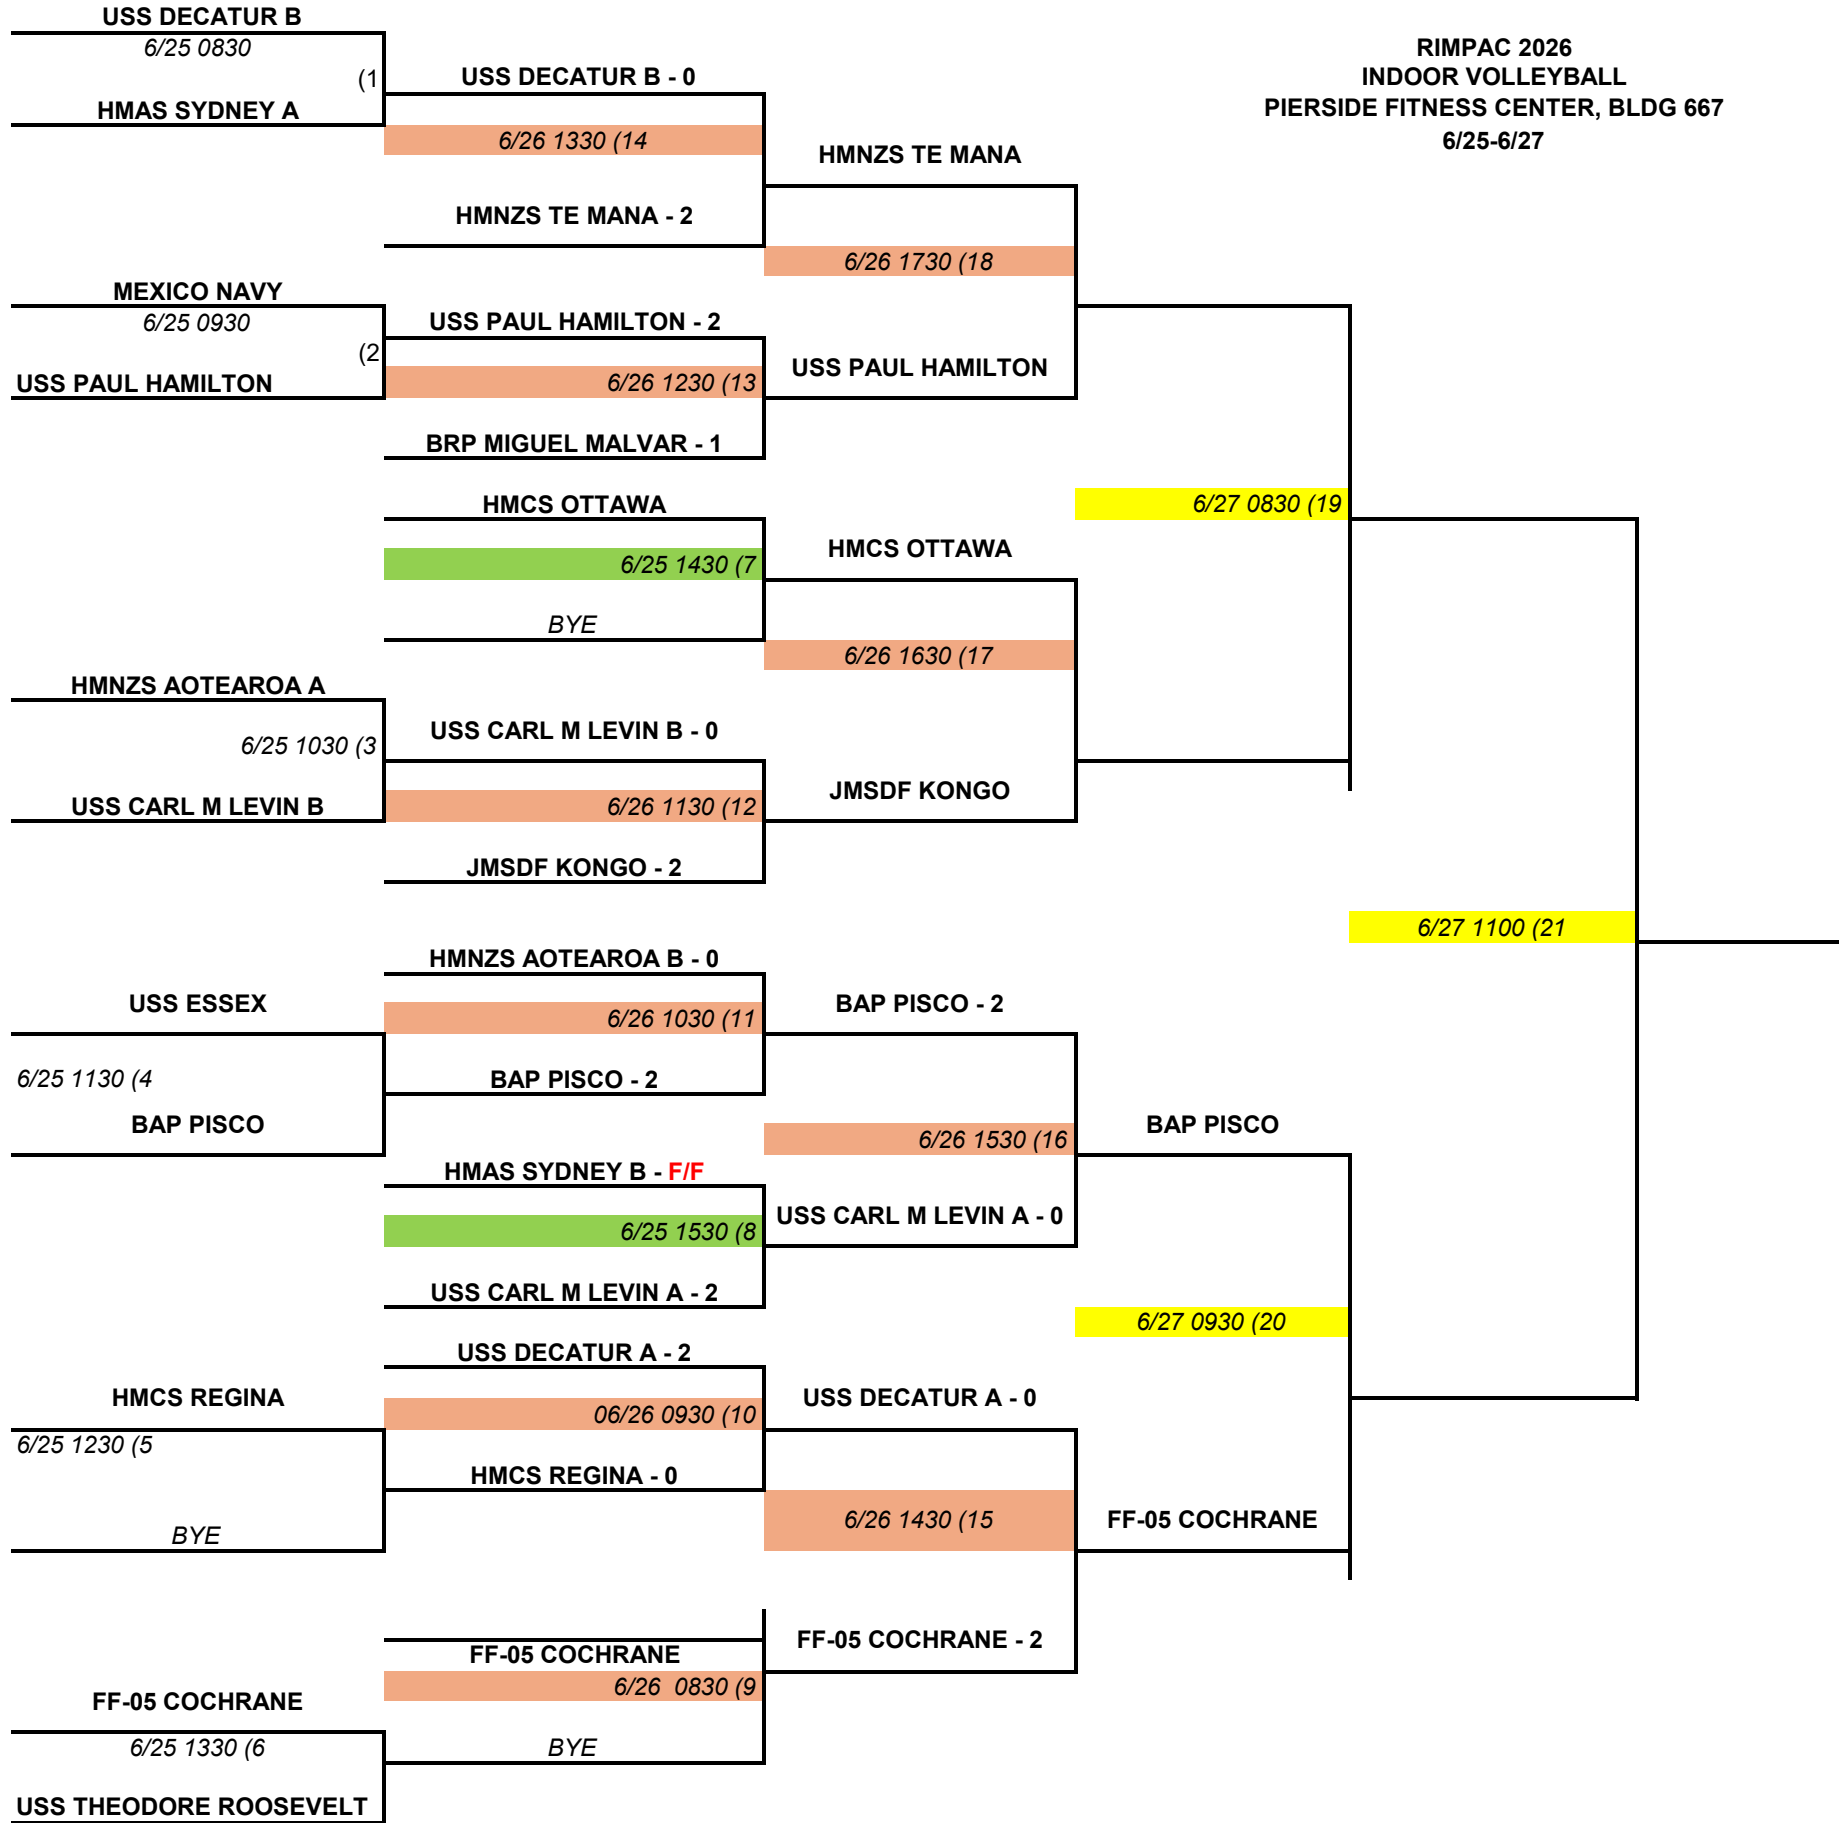 USS DECATUR B
6/25 0830
(1
HMAS SYDNEY A
USS DECATUR B - 0
6/26 1330 (14
HMNZS TE MANA - 2
HMNZS TE MANA
6/26 1730 (18
RIMPAC 2026
INDOOR VOLLEYBALL
PIERSIDE FITNESS CENTER, BLDG 667
6/25-6/27
MEXICO NAVY
6/25 0930
(2
USS PAUL HAMILTON
USS PAUL HAMILTON - 2
6/26 1230 (13
BRP MIGUEL MALVAR - 1
USS PAUL HAMILTON
HMCS OTTAWA
6/25 1430 (7
BYE
HMCS OTTAWA
6/26 1630 (17
6/27 0830 (19
HMNZS AOTEAROA A
6/25 1030 (3
USS CARL M LEVIN B
USS CARL M LEVIN B - 0
6/26 1130 (12
JMSDF KONGO - 2
JMSDF KONGO
6/27 1100 (21
HMNZS AOTEAROA B - 0
USS ESSEX
6/26 1030 (11
BAP PISCO - 2
6/25 1130 (4
BAP PISCO - 2
BAP PISCO
6/26 1530 (16
BAP PISCO
HMAS SYDNEY B - F/F
6/25 1530 (8
USS CARL M LEVIN A - 0
USS CARL M LEVIN A - 2
6/27 0930 (20
USS DECATUR A - 2
HMCS REGINA
06/26 0930 (10
USS DECATUR A - 0
6/25 1230 (5
HMCS REGINA - 0
BYE
6/26 1430 (15
FF-05 COCHRANE
FF-05 COCHRANE
6/26  0830 (9
FF-05 COCHRANE - 2
FF-05 COCHRANE
6/25 1330 (6
BYE
USS THEODORE ROOSEVELT